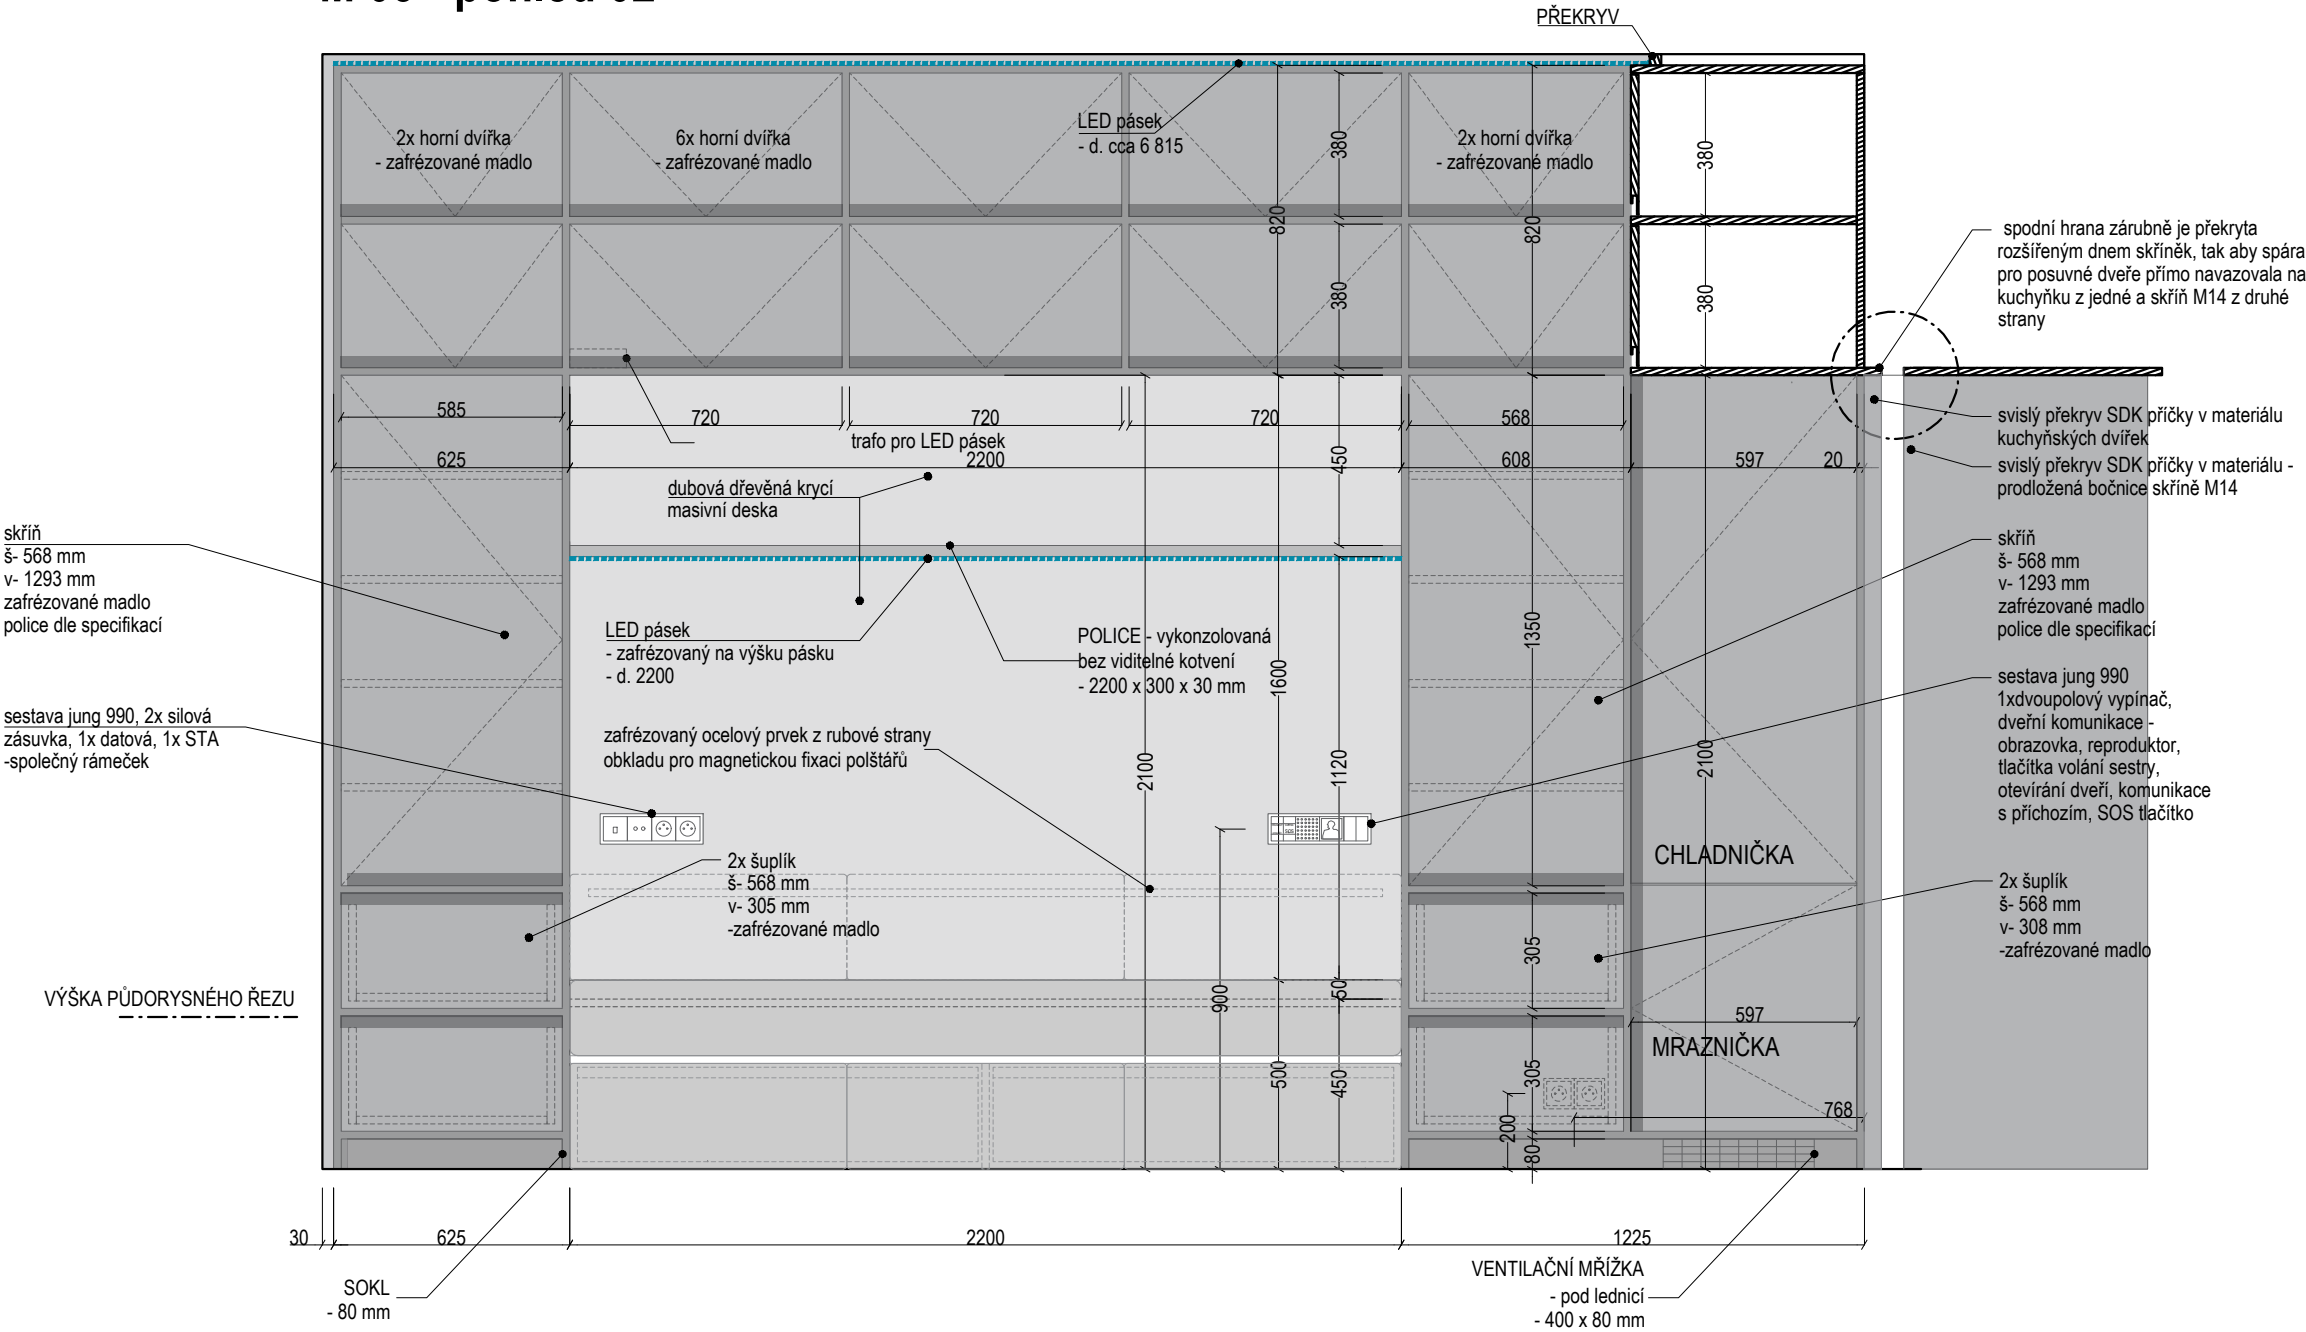 PŘEKRYV
2x horní dvířka
- zafrézované madlo
6x horní dvířka
- zafrézované madlo
LED pásek
- d. cca 6 815
2x horní dvířka
- zafrézované madlo
380
380
820
820
380
380
spodní hrana zárubně je překryta
rozšířeným dnem skříněk, tak aby spára
pro posuvné dveře přímo navazovala na
kuchyňku z jedné a skříň M14 z druhé
strany
585
720
720
720
568
trafo pro LED pásek
625
2200
450
608
597
20
svislý překryv SDK příčky v materiálu
kuchyňských dvířek
svislý překryv SDK příčky v materiálu -
prodložená bočnice skříně M14
dubová dřevěná krycí
masivní deska
skříň
š- 568 mm
v- 1293 mm
zafrézované madlo
police dle specifikací
skříň
š- 568 mm
v- 1293 mm
zafrézované madlo
police dle specifikací
LED pásek
- zafrézovaný na výšku pásku
- d. 2200
POLICE - vykonzolovaná
bez viditelné kotvení
- 2200 x 300 x 30 mm
1600
1350
sestava jung 990, 2x silová
zásuvka, 1x datová, 1x STA
-společný rámeček
zafrézovaný ocelový prvek z rubové strany
obkladu pro magnetickou fixaci polštářů
2100
1120
2100
sestava jung 990
1xdvoupolový vypínač,
dveřní komunikace -
obrazovka, reproduktor,
tlačítka volání sestry,
otevírání dveří, komunikace
s příchozím, SOS tlačítko
SOS
2x šuplík
š- 568 mm
v- 305 mm
-zafrézované madlo
CHLADNIČKA
2x šuplík
š- 568 mm
v- 308 mm
-zafrézované madlo
VÝŠKA PŮDORYSNÉHO ŘEZU
900
50
305
597
MRAZNIČKA
500
450
305
768
200
80
30
625
2200
1225
SOKL
- 80 mm
VENTILAČNÍ MŘÍŽKA
- pod lednicí
- 400 x 80 mm